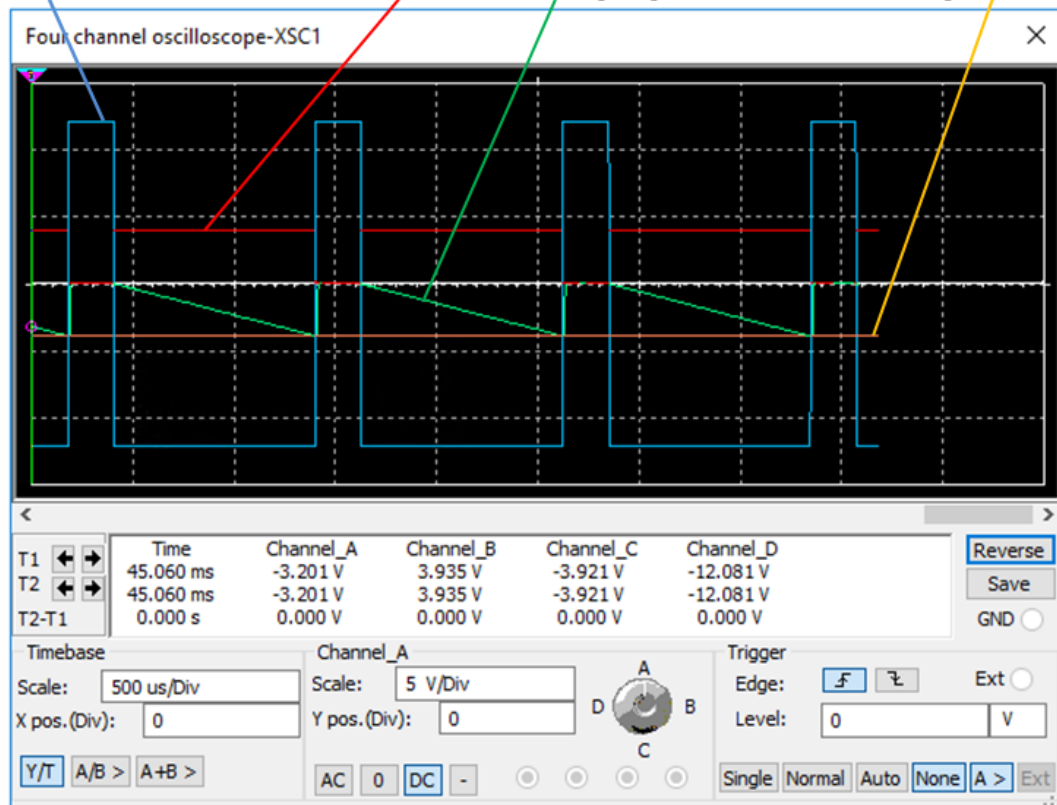 Four channel oscilloscope-XSC1
Time Channel_A Channel_B Channel_C Channel_D
T1 45.060 ms -3.201 V 3.935 V -3.921 V -12.081 V
T2 45.060 ms -3.201 V 3.935 V -3.921 V -12.081 V
T2-T1 0.000 s 0.000 V 0.000 V 0.000 V 0.000 V
Reverse
Save
GND
Timebase
Scale: 500 us/Div
X pos.(Div): 0
Y/T A/B > A+B >
Channel_A
Scale: 5 V/Div
Y pos.(Div): 0
AC 0 DC -
A
D B
C
Trigger
Edge: Ext
Level: 0 V
Single Normal Auto None A > Ext